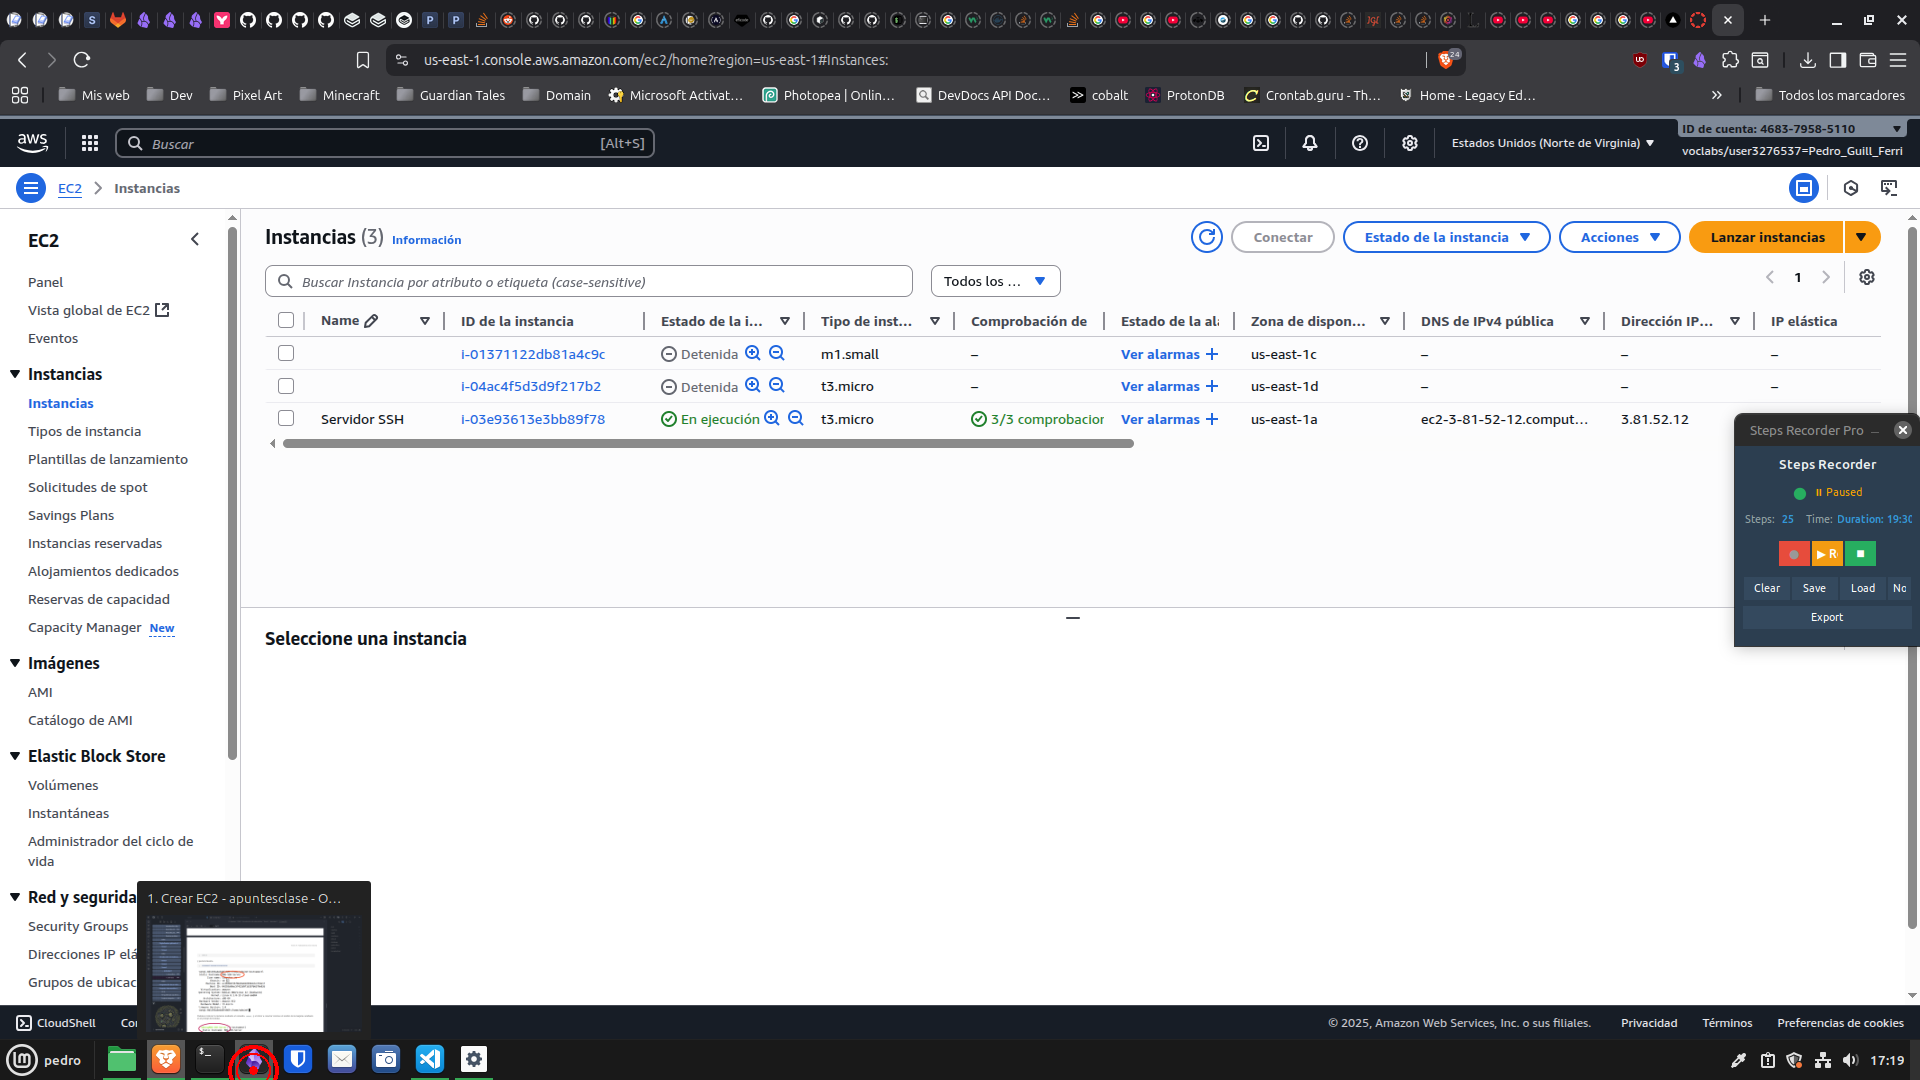 us-east-1.console.aws.amazon.com/ec2/home?region=us-east-1#Instances:
24
3
Mis web
Dev
Pixel Art
Minecraft
Guardian Tales
Domain
Microsoft Activat...
Photopea | Onlin...
DevDocs API Doc...
cobalt
ProtonDB
Crontab.guru - Th...
Home - Legacy Ed...
Todos los marcadores
aws
Buscar
[Alt+S]
Estados Unidos (Norte de Virginia)
ID de cuenta: 4683-7958-5110
voclabs/user3276537=Pedro_Guill_Ferri
EC2
Instancias
EC2
Panel
Vista global de EC2
Eventos
Instancias
Instancias
Tipos de instancia
Plantillas de lanzamiento
Solicitudes de spot
Savings Plans
Instancias reservadas
Alojamientos dedicados
Reservas de capacidad
Capacity Manager New
Imágenes
AMI
Catálogo de AMI
Elastic Block Store
Volúmenes
Instantáneas
Administrador del ciclo de
vida
Red y segurida
Security Groups
Direcciones IP elá
Grupos de ubicac
Instancias (3) Información
Conectar
Estado de la instancia
Acciones
Lanzar instancias
Buscar Instancia por atributo o etiqueta (case-sensitive)
Todos los ...
1
Name ID de la instancia Estado de la i... Tipo de inst... Comprobación de Estado de la ala Zona de dispon... DNS de IPv4 pública Dirección IP... IP elástica
i-01371122db81a4c9c Detenida m1.small – Ver alarmas + us-east-1c – – –
i-04ac4f5d3d9f217b2 Detenida t3.micro – Ver alarmas + us-east-1d – – –
Servidor SSH i-03e93613e3bb89f78 En ejecución t3.micro 3/3 comprobacior Ver alarmas + us-east-1a ec2-3-81-52-12.comput... 3.81.52.12
Seleccione una instancia
Steps Recorder Pro
Steps Recorder
Paused
Steps: 25 Time: Duration: 19:30
R
Clear Save Load No
Export
1. Crear EC2 - apuntesclase - O...
CloudShell
Co
© 2025, Amazon Web Services, Inc. o sus filiales.
Privacidad
Términos
Preferencias de cookies
pedro
17:19